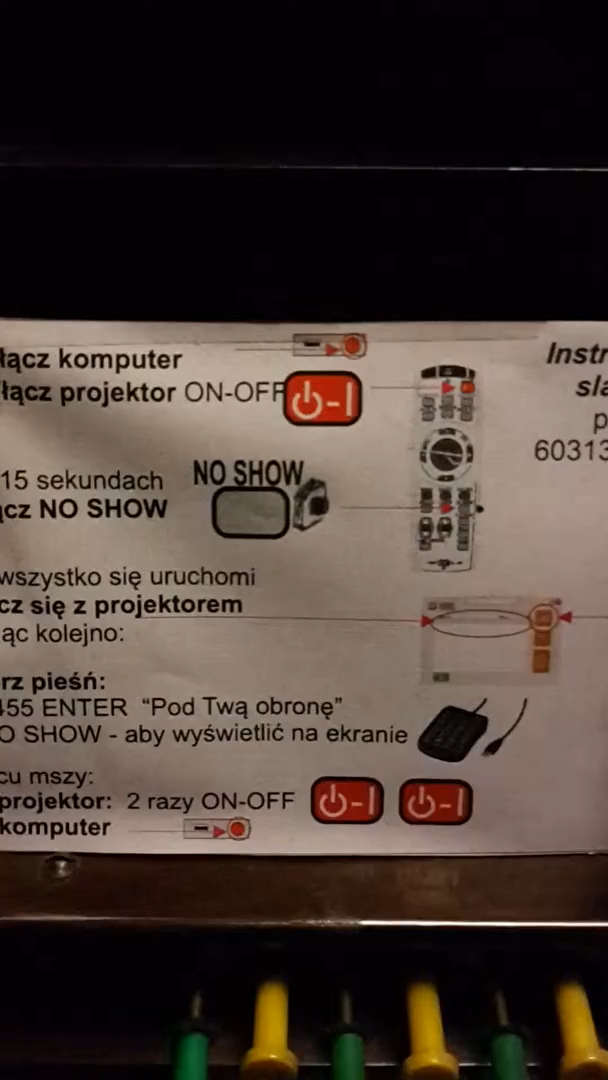 łącz komputer
łącz projektor ON-OFF
Instr
sla
p
60313
15 sekundach
NO SHOW
ącz NO SHOW
wszystko się uruchomi
cz się z projektorem
ąc kolejno:
rz pieśń:
455 ENTER “Pod Twą obronę”
O SHOW - aby wyświetlić na ekranie
cu mszy:
projektor: 2 razy ON-OFF
komputer